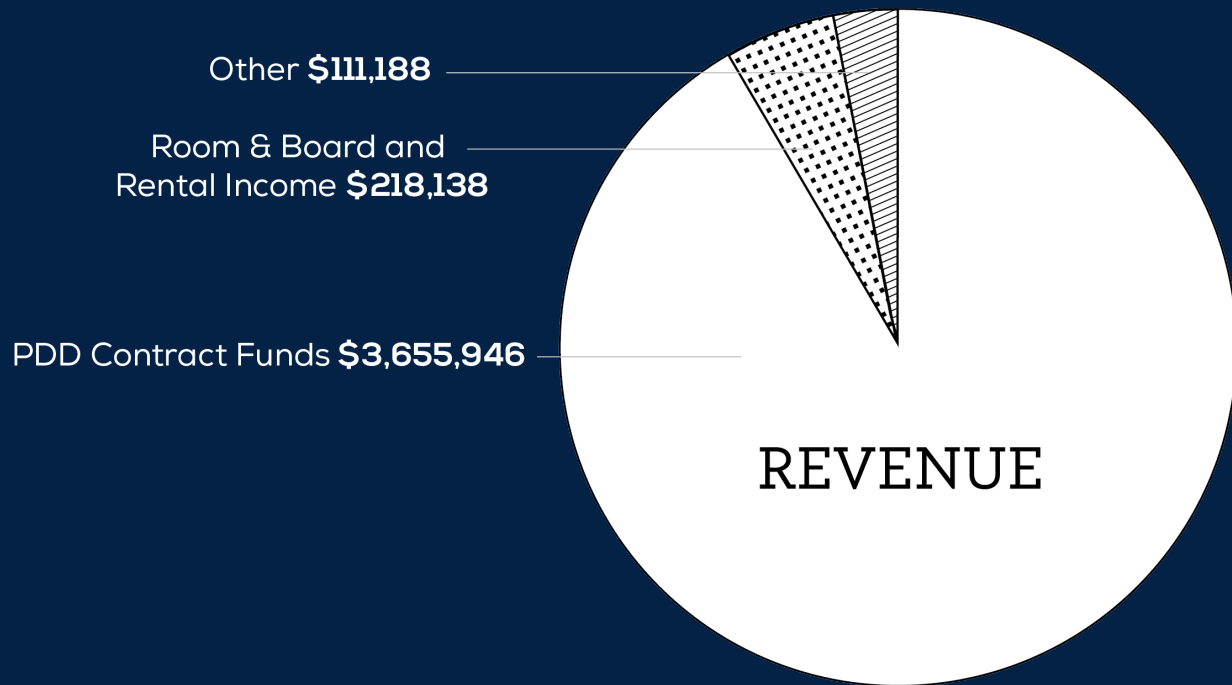 Other $111,188
Room & Board and
Rental Income $218,138
PDD Contract Funds $3,655,946
REVENUE